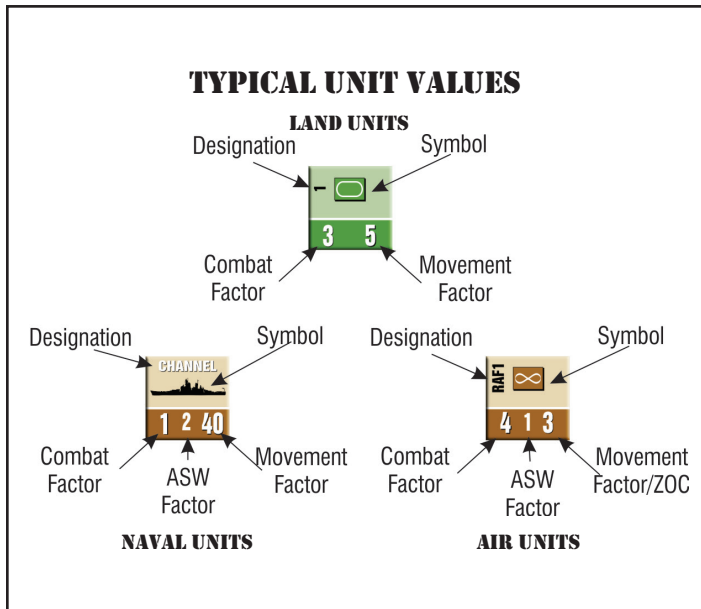 TYPICAL UNIT VALUES
LAND UNITS
Designation
Symbol
1
3 5
Combat
Factor
Movement
Factor
Designation
Symbol
CHANNEL
1 2 40
Combat
Factor
ASW
Factor
Movement
Factor
NAVAL UNITS
Designation
Symbol
RAF1
4 1 3
Combat
Factor
ASW
Factor
Movement
Factor/ZOC
AIR UNITS